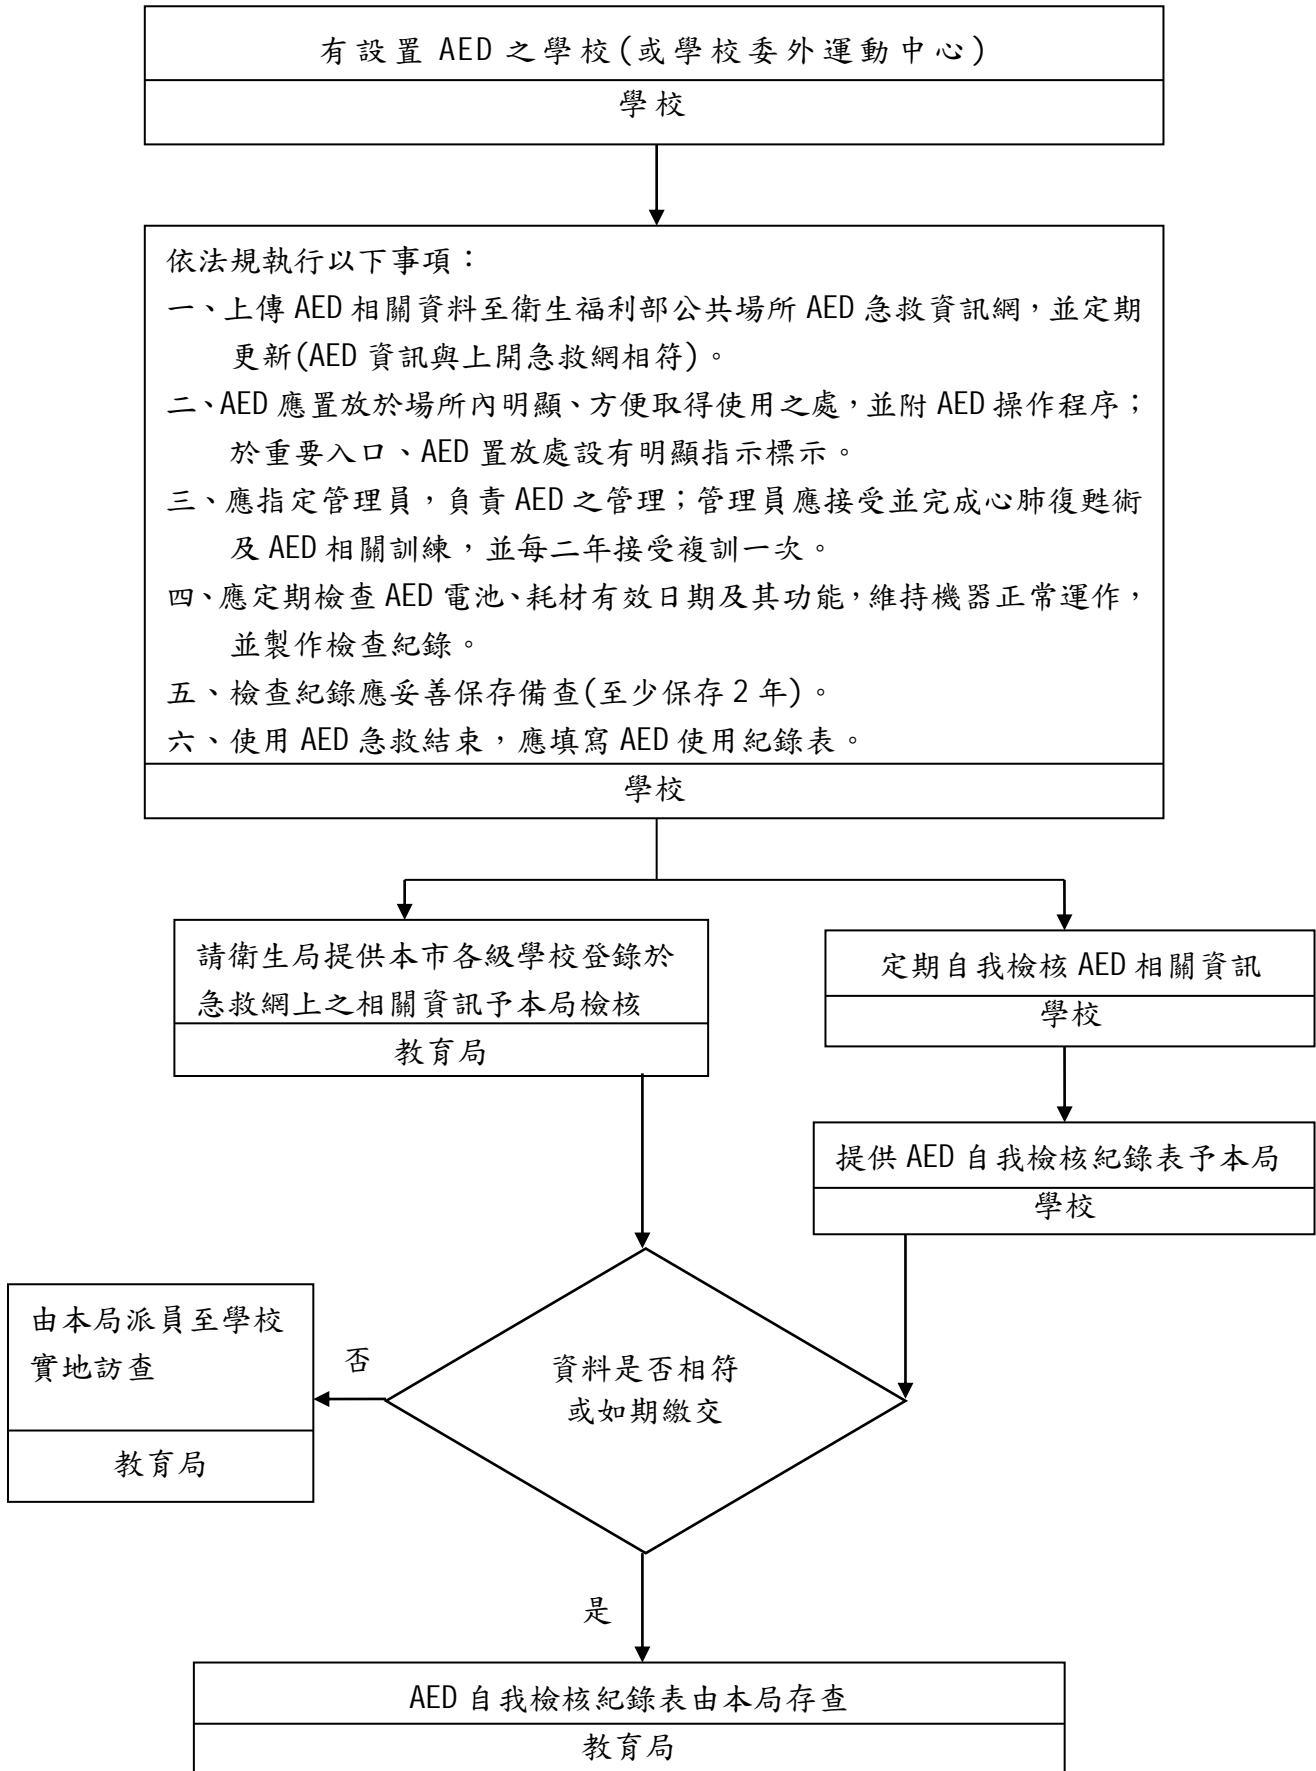 有設置 AED 之學校(或學校委外運動中心)
學校
依法規執行以下事項：
一、上傳 AED 相關資料至衛生福利部公共場所 AED 急救資訊網，並定期
更新(AED 資訊與上開急救網相符)。
二、AED 應置放於場所內明顯、方便取得使用之處，並附 AED 操作程序；
於重要入口、AED 置放處設有明顯指示標示。
三、應指定管理員，負責 AED 之管理；管理員應接受並完成心肺復甦術
及 AED 相關訓練，並每二年接受複訓一次。
四、應定期檢查 AED 電池、耗材有效日期及其功能，維持機器正常運作，
並製作檢查紀錄。
五、檢查紀錄應妥善保存備查(至少保存 2 年)。
六、使用 AED 急救結束，應填寫 AED 使用紀錄表。
學校
請衛生局提供本市各級學校登錄於
急救網上之相關資訊予本局檢核
教育局
定期自我檢核 AED 相關資訊
學校
提供 AED 自我檢核紀錄表予本局
學校
資料是否相符
或如期繳交
否
由本局派員至學校
實地訪查
教育局
是
AED 自我檢核紀錄表由本局存查
教育局